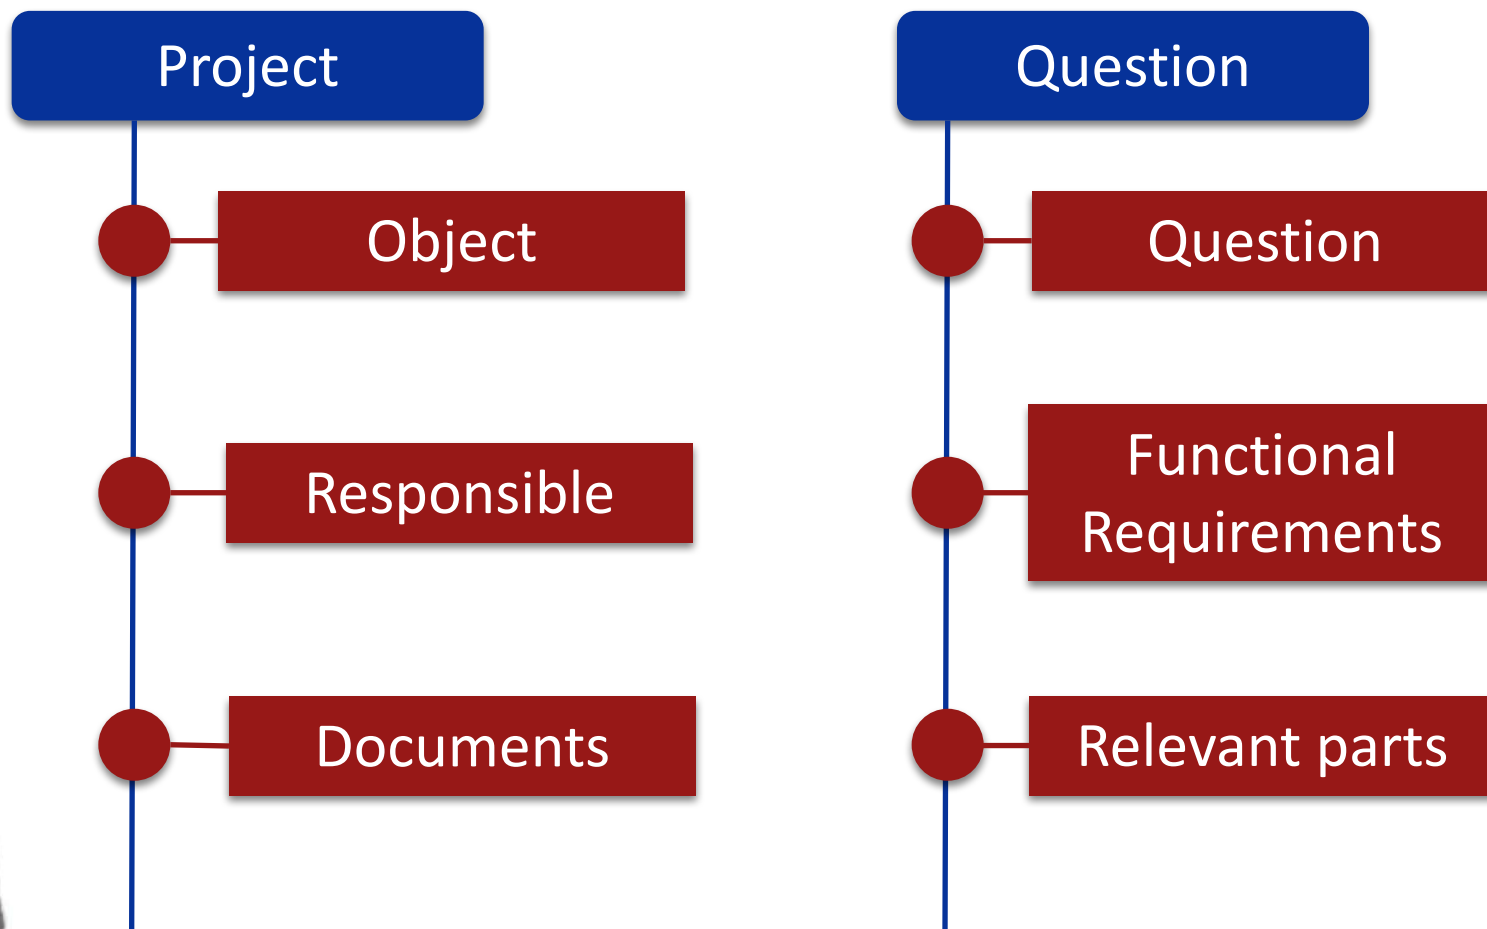 Project
Object
Responsible
Documents
Question
Question
Functional
Requirements
Relevant parts